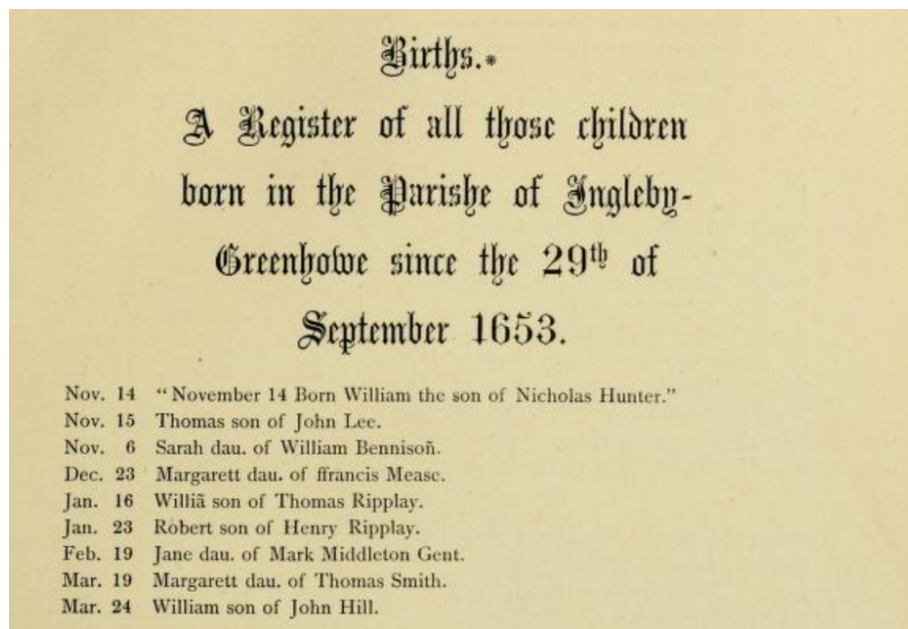 Births.*
A Register of all those children
born in the Parishe of Ingleby-
Greenhowe since the 29th of
September 1653.
Nov. 14 "November 14 Born William the son of Nicholas Hunter."
Nov. 15 Thomas son of John Lee.
Nov. 6 Sarah dau. of William Bennisoñ.
Dec. 23 Margarett dau. of ffrancis Mease.
Jan. 16 Williã son of Thomas Ripplay.
Jan. 23 Robert son of Henry Ripplay.
Feb. 19 Jane dau. of Mark Middleton Gent.
Mar. 19 Margarett dau. of Thomas Smith.
Mar. 24 William son of John Hill.